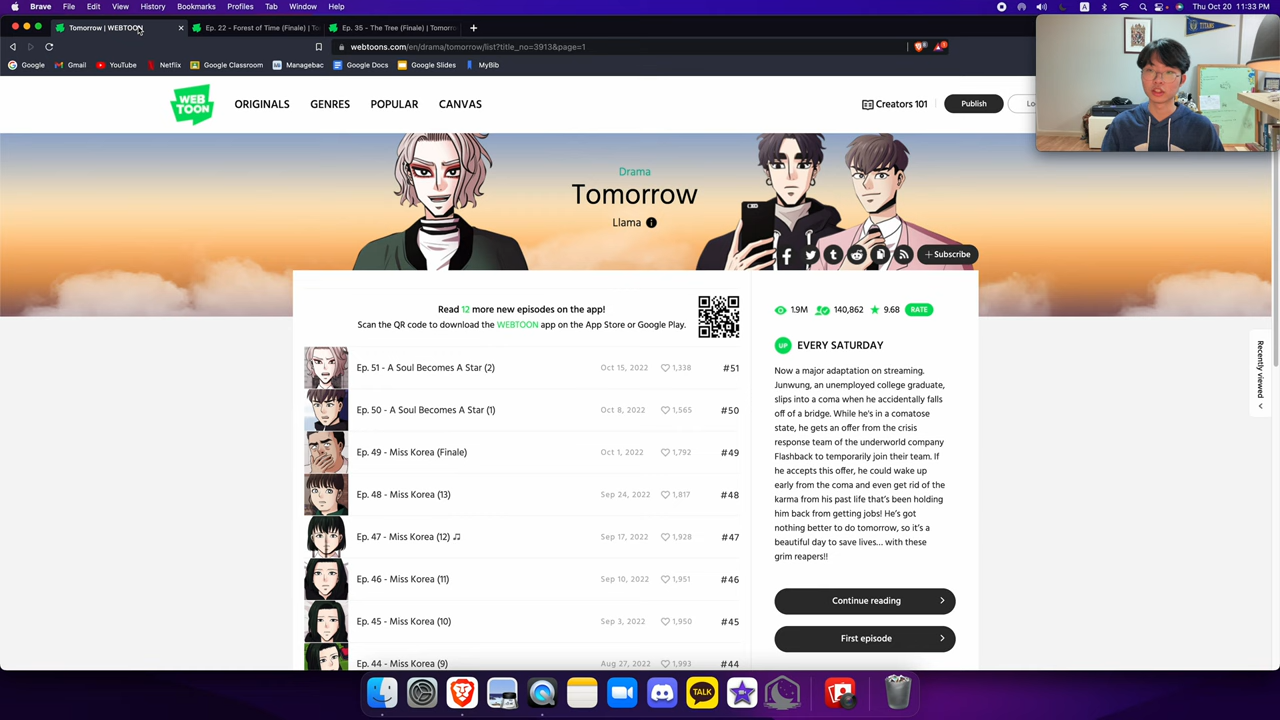 Brave File Edit View History Bookmarks Profiles Tab Window Help
A Thu Oct 20 11:33 PM
Tomorrow | WEBTOON
Ep. 22 - Forest of Time (Finale) | To
Ep. 35 - The Tree (Finale) | Tomorro
webtoons.com/en/drama/tomorrow/list?title_no=3913&page=1
Google Gmail YouTube Netflix Google Classroom Managebac Google Docs Google Slides MyBib
WEB
TOON
ORIGINALS GENRES POPULAR CANVAS
Creators 101 Publish Lo
TITANS
Drama
Tomorrow
Llama
+ Subscribe
Read 12 more new episodes on the app!
Scan the QR code to download the WEBTOON app on the App Store or Google Play.
Ep. 51 - A Soul Becomes A Star (2) Oct 15, 2022 1,338 #51
Ep. 50 - A Soul Becomes A Star (1) Oct 8, 2022 1,565 #50
Ep. 49 - Miss Korea (Finale) Oct 1, 2022 1,792 #49
Ep. 48 - Miss Korea (13) Sep 24, 2022 1,817 #48
Ep. 47 - Miss Korea (12) ♫ Sep 17, 2022 1,928 #47
Ep. 46 - Miss Korea (11) Sep 10, 2022 1,951 #46
Ep. 45 - Miss Korea (10) Sep 3, 2022 1,950 #45
Ep. 44 - Miss Korea (9) Aug 27, 2022 1,993 #44
1.9M 140,862 9.68 RATE
UP EVERY SATURDAY
Now a major adaptation on streaming.
Junwung, an unemployed college graduate,
slips into a coma when he accidentally falls
off of a bridge. While he's in a comatose
state, he gets an offer from the crisis
response team of the underworld company
Flashback to temporarily join their team. If
he accepts this offer, he could wake up
early from the coma and even get rid of the
karma from his past life that's been holding
him back from getting jobs! He's got
nothing better to do tomorrow, so it's a
beautiful day to save lives... with these
grim reapers!!
Continue reading
First episode
Recently viewed
TALK